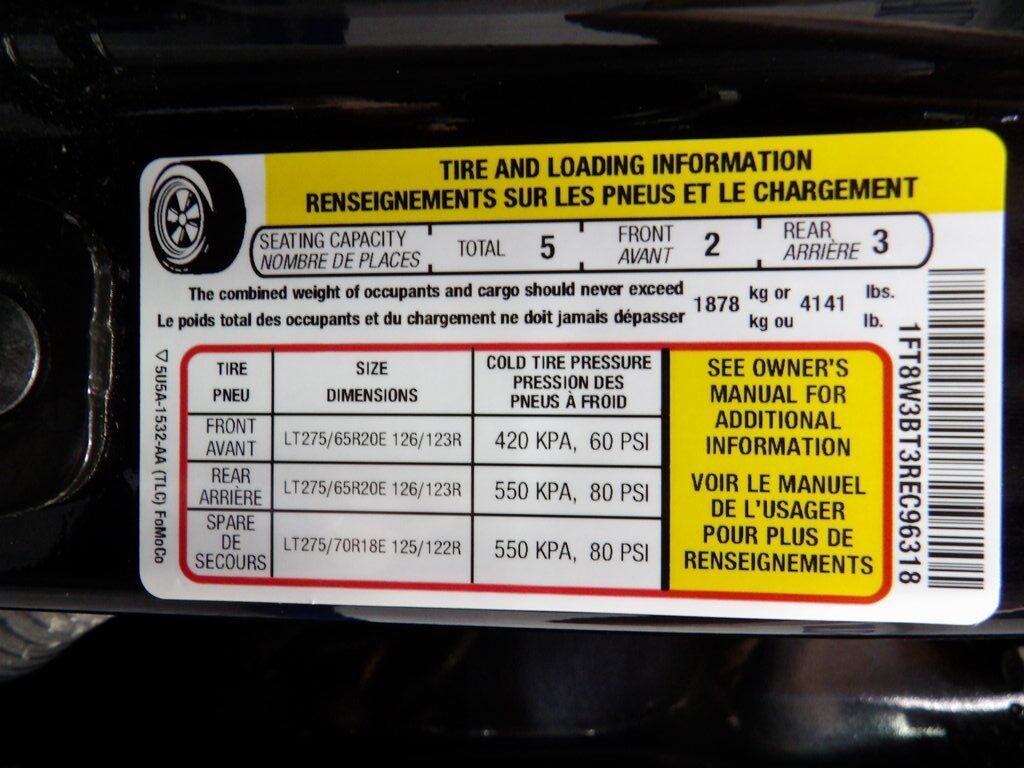 TIRE AND LOADING INFORMATION
RENSEIGNEMENTS SUR LES PNEUS ET LE CHARGEMENT
SEATING CAPACITY
NOMBRE DE PLACES
TOTAL 5
FRONT
AVANT
2
REAR
ARRIÈRE
3
The combined weight of occupants and cargo should never exceed
Le poids total des occupants et du chargement ne doit jamais dépasser
1878
kg or
kg ou
4141
lbs.
lb.
TIRE
PNEU
SIZE
DIMENSIONS
COLD TIRE PRESSURE
PRESSION DES
PNEUS À FROID
FRONT
AVANT
LT275/65R20E 126/123R
420 KPA, 60 PSI
REAR
ARRIÈRE
LT275/65R20E 126/123R
550 KPA, 80 PSI
SPARE
DE
SECOURS
LT275/70R18E 125/122R
550 KPA, 80 PSI
SEE OWNER'S
MANUAL FOR
ADDITIONAL
INFORMATION
VOIR LE MANUEL
DE L'USAGER
POUR PLUS DE
RENSEIGNEMENTS
5U5A-1532-AA (TLC) FoMoCo
1FT8W3BT3REC96318